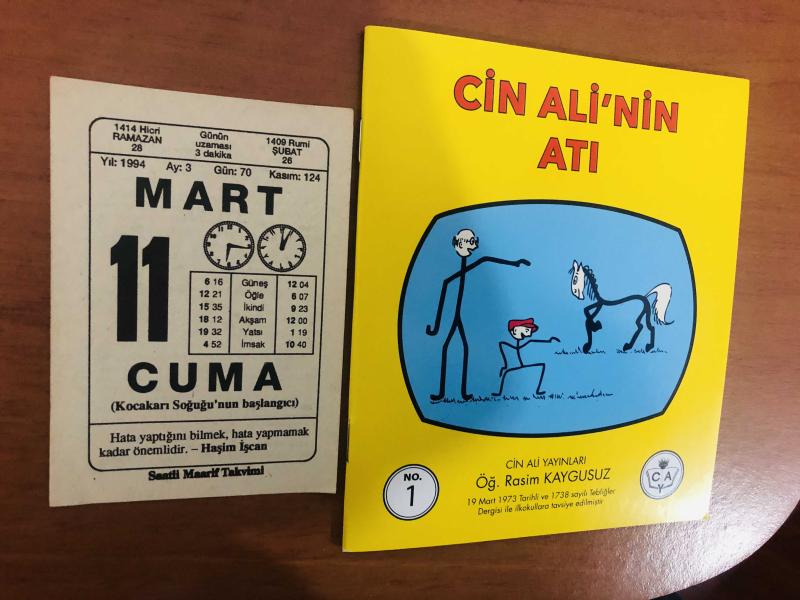 1414 Hicri
RAMAZAN
28
Günün
uzaması
3 dakika
1409 Rumi
ŞUBAT
26
Yıl: 1994 Ay: 3 Gün: 70 Kasım: 124
MART
11
6 16 Güneş 12 04
12 21 Öğle 6 07
15 35 İkindi 9 23
18 12 Akşam 12 00
19 32 Yatsı 1 19
4 52 İmsak 10 40
CUMA
(Kocakarı Soğuğu'nun başlangıcı)
Hata yaptığını bilmek, hata yapmamak
kadar önemlidir. – Haşim İşcan
Saatli Maarif Takvimi
CİN ALİ'NİN
ATI
CİN ALİ YAYINLARI
Öğ. Rasim KAYGUSUZ
19 Mart 1973 Tarihli ve 1738 sayılı Tebliğler
Dergisi ile ilkokullara tavsiye edilmiştir
NO.
1
C A
Y